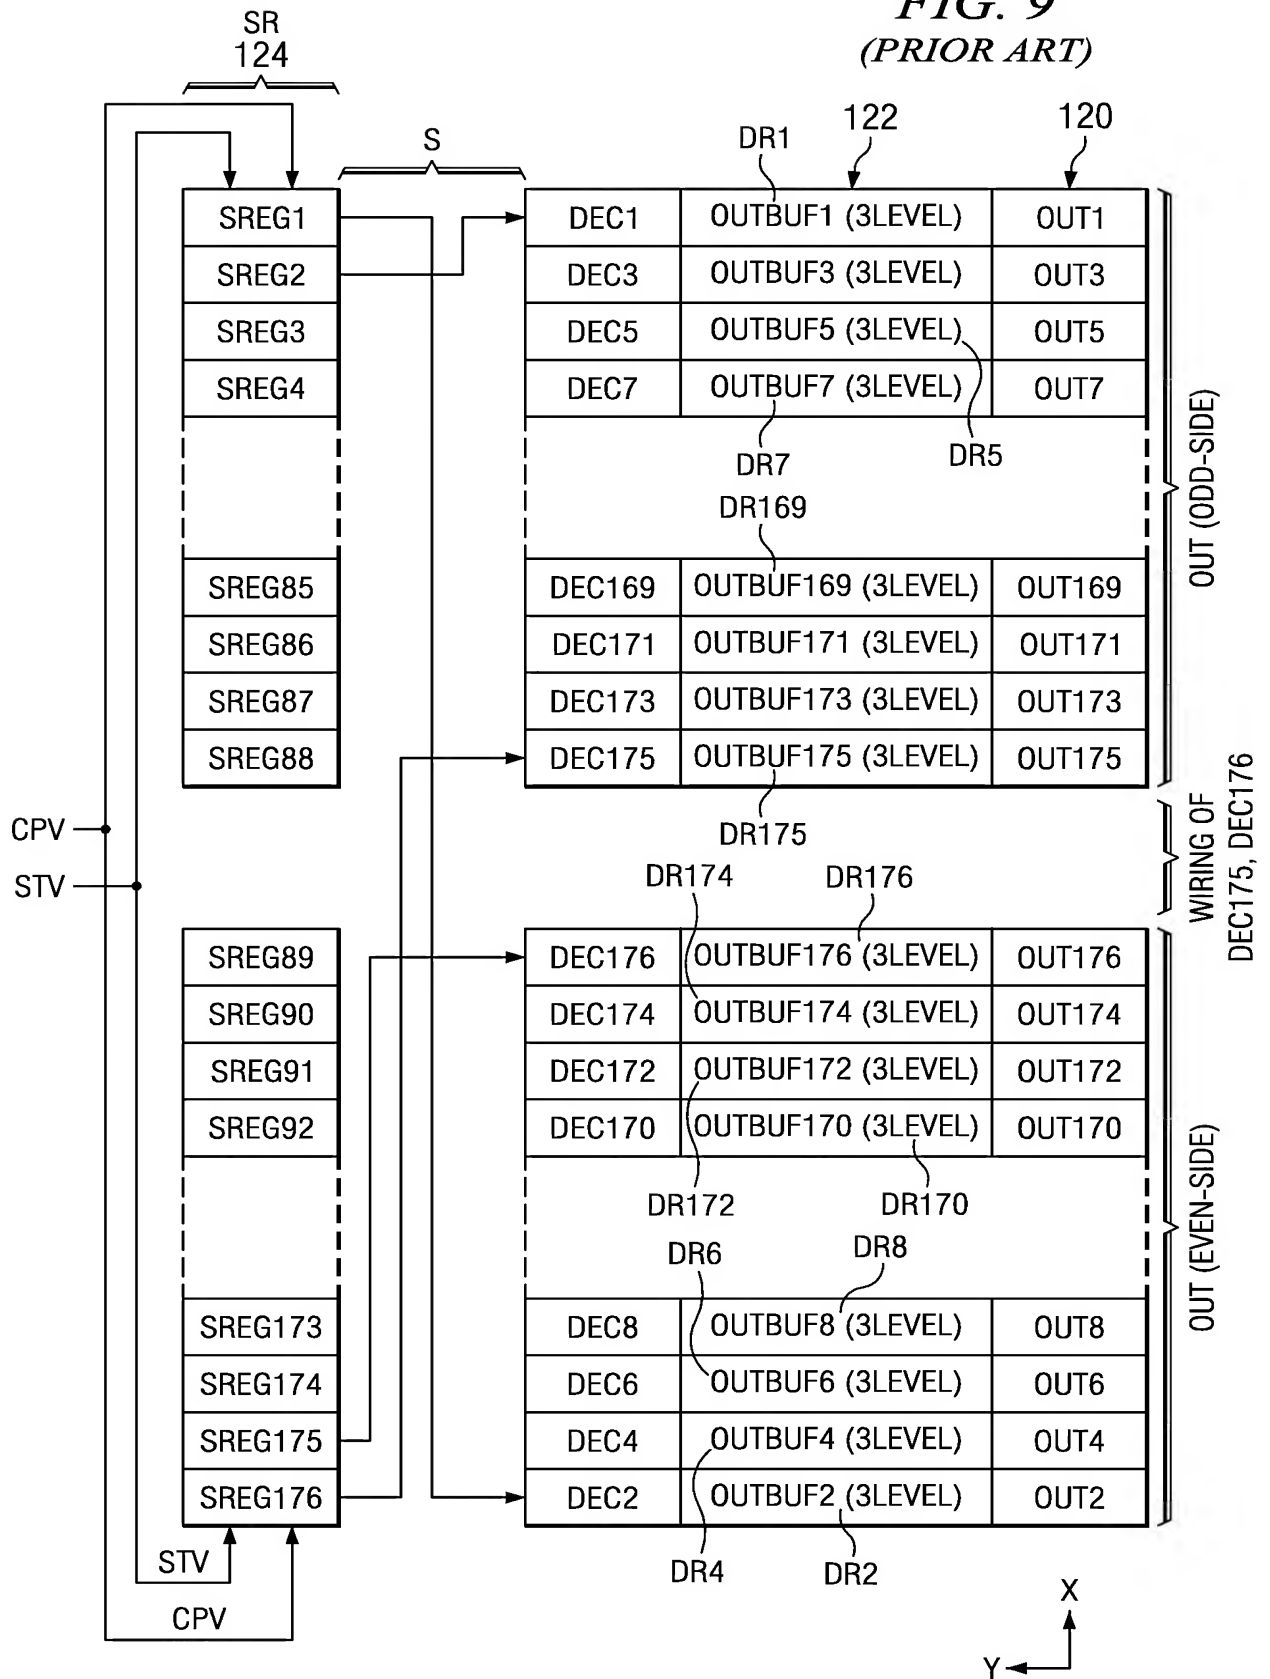 FIG. 9
(PRIOR ART)
SR
124
S
DR1
122
120
SREG1
DEC1
OUTBUF1 (3LEVEL)
OUT1
SREG2
DEC3
OUTBUF3 (3LEVEL)
OUT3
SREG3
DEC5
OUTBUF5 (3LEVEL)
OUT5
SREG4
DEC7
OUTBUF7 (3LEVEL)
OUT7
DR7
DR5
OUT (ODD-SIDE)
DR169
SREG85
DEC169
OUTBUF169 (3LEVEL)
OUT169
SREG86
DEC171
OUTBUF171 (3LEVEL)
OUT171
SREG87
DEC173
OUTBUF173 (3LEVEL)
OUT173
SREG88
DEC175
OUTBUF175 (3LEVEL)
OUT175
CPV
DR175
WIRING OF
DEC175, DEC176
STV
DR174
DR176
SREG89
DEC176
OUTBUF176 (3LEVEL)
OUT176
SREG90
DEC174
OUTBUF174 (3LEVEL)
OUT174
SREG91
DEC172
OUTBUF172 (3LEVEL)
OUT172
SREG92
DEC170
OUTBUF170 (3LEVEL)
OUT170
DR172
DR170
OUT (EVEN-SIDE)
DR6
DR8
SREG173
DEC8
OUTBUF8 (3LEVEL)
OUT8
SREG174
DEC6
OUTBUF6 (3LEVEL)
OUT6
SREG175
DEC4
OUTBUF4 (3LEVEL)
OUT4
SREG176
DEC2
OUTBUF2 (3LEVEL)
OUT2
STV
DR4
DR2
CPV
X
Y